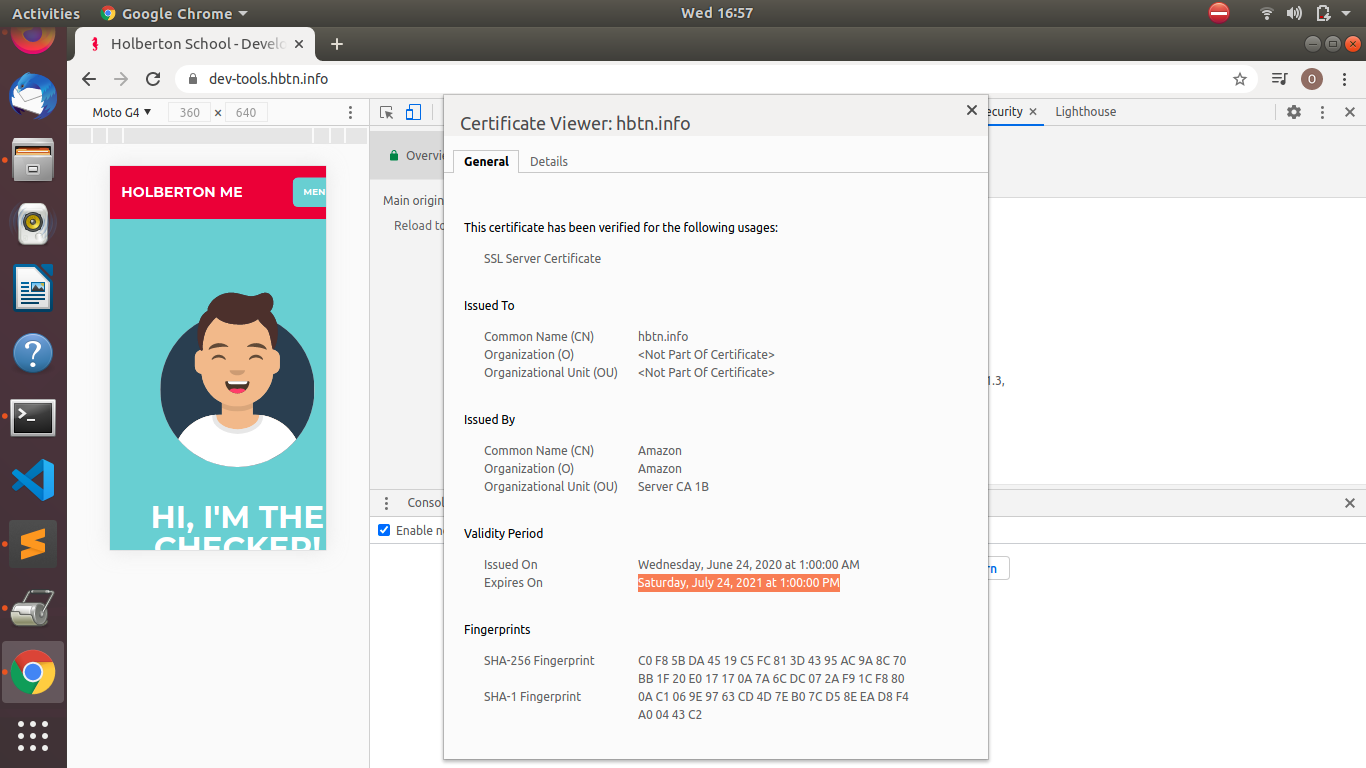 Activities
Google Chrome
Wed 16:57
Holberton School - Develo
dev-tools.hbtn.info
O
Moto G4
360 × 640
ecurity
Lighthouse
Overvie
Main origin
Reload to
HOLBERTON ME
MEN
HI, I'M THE
CHECKER!
Certificate Viewer: hbtn.info
General
Details
This certificate has been verified for the following usages:
SSL Server Certificate
Issued To
Common Name (CN) hbtn.info
Organization (O) <Not Part Of Certificate>
Organizational Unit (OU) <Not Part Of Certificate>
Issued By
Common Name (CN) Amazon
Organization (O) Amazon
Organizational Unit (OU) Server CA 1B
Validity Period
Issued On Wednesday, June 24, 2020 at 1:00:00 AM
Expires On Saturday, July 24, 2021 at 1:00:00 PM
Fingerprints
SHA-256 Fingerprint C0 F8 5B DA 45 19 C5 FC 81 3D 43 95 AC 9A 8C 70
BB 1F 20 E0 17 17 0A 7A 6C DC 07 2A F9 1C F8 80
SHA-1 Fingerprint 0A C1 06 9E 97 63 CD 4D 7E B0 7C D5 8E EA D8 F4
A0 04 43 C2
1.3,
Consol
Enable ne
rn